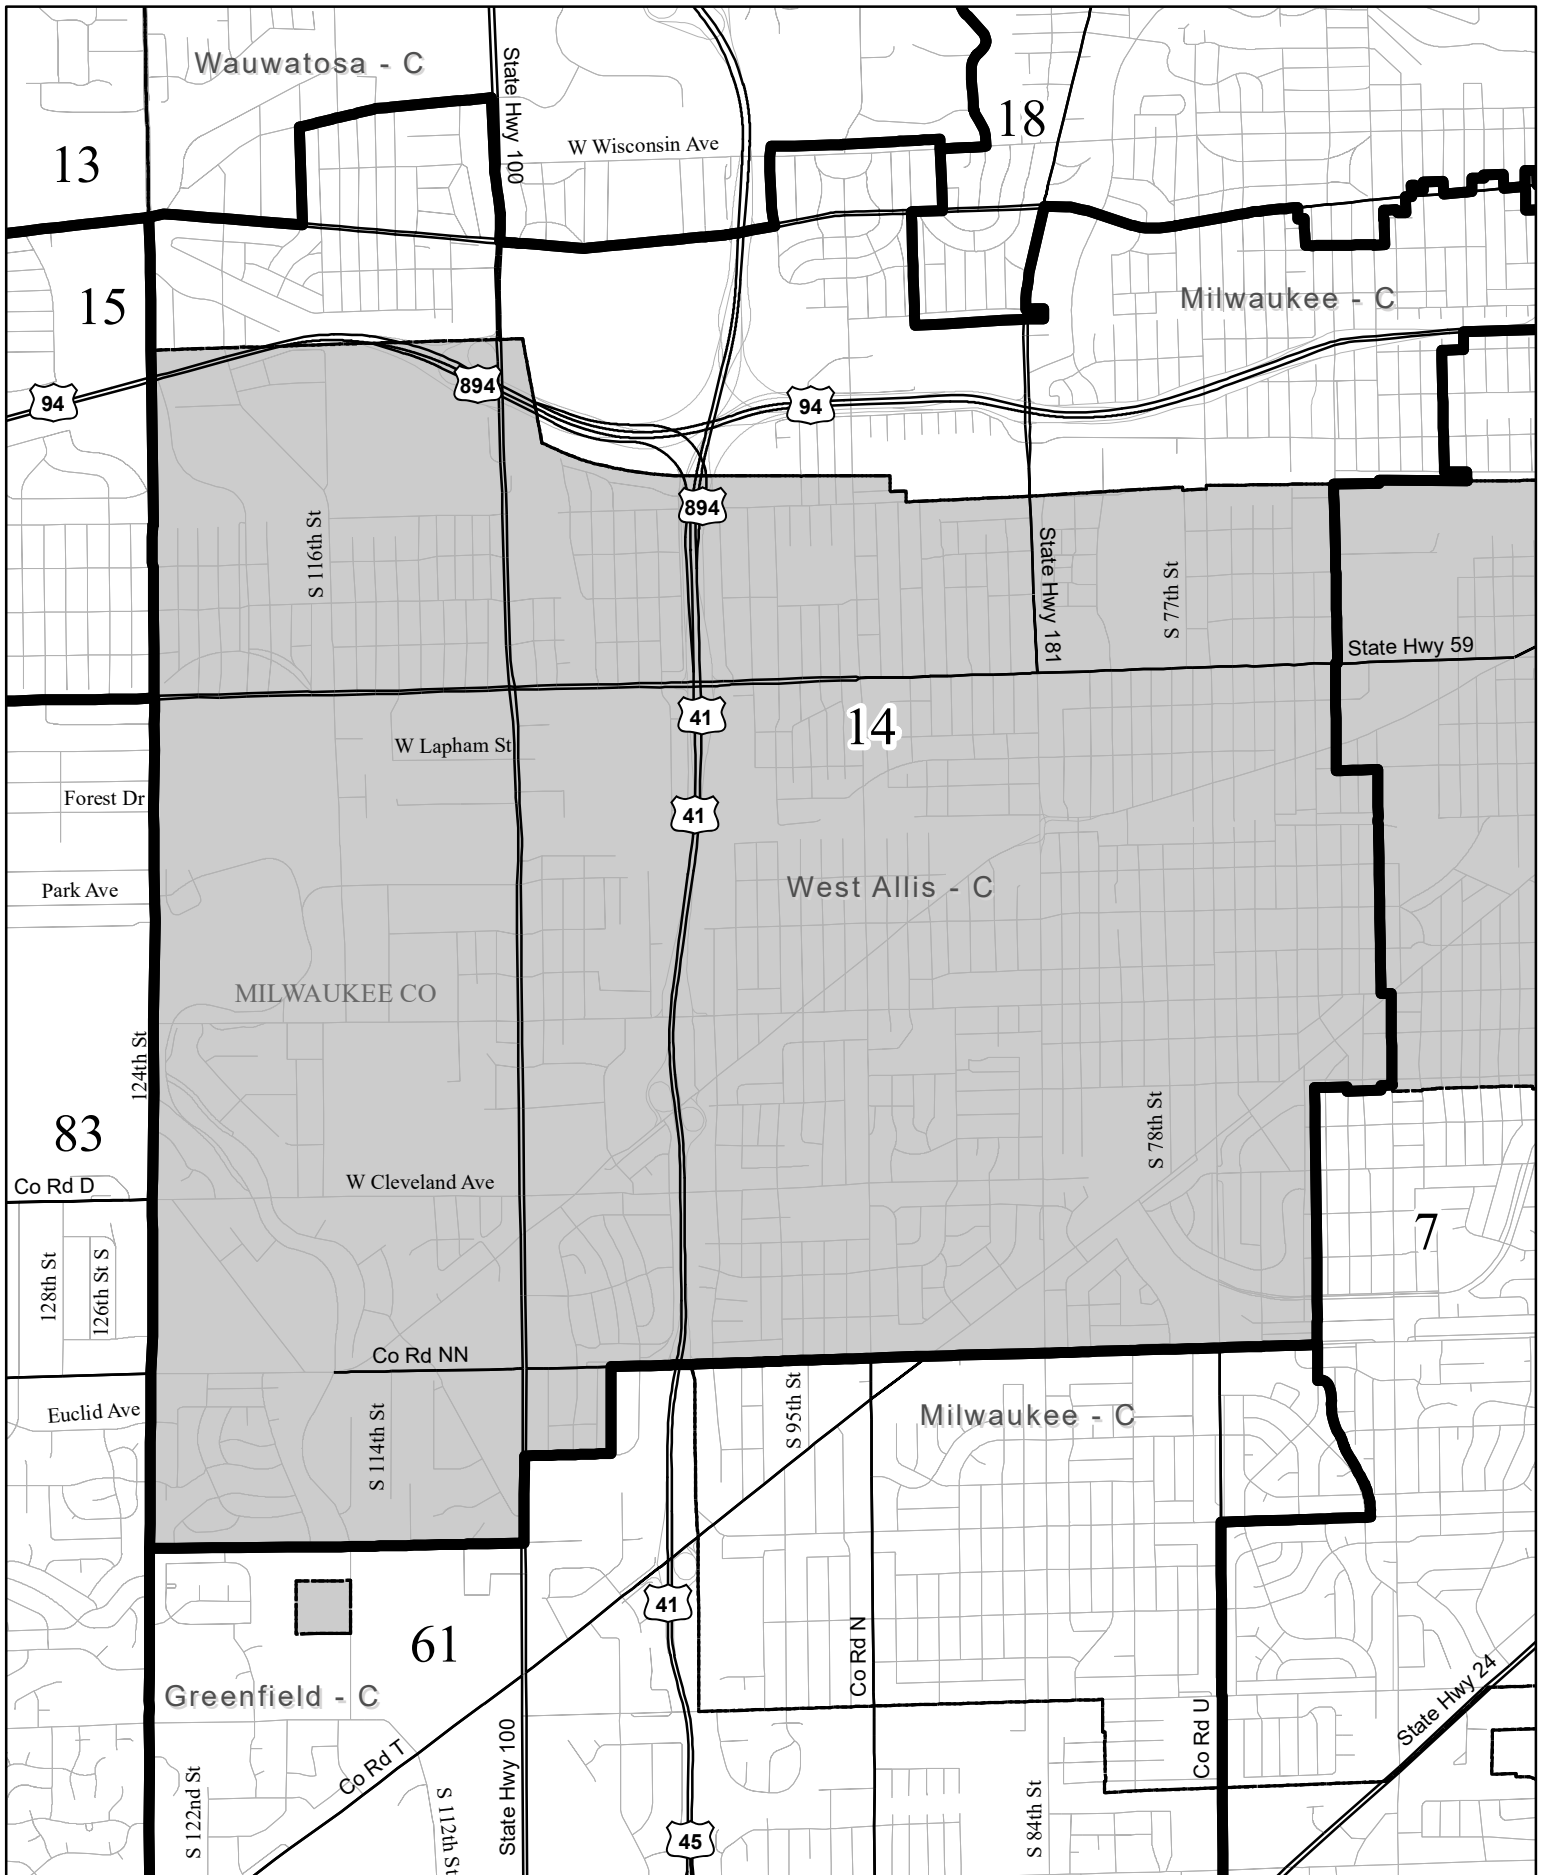 Wauwatosa - C
State Hwy 100
18
W Wisconsin Ave
13
15
Milwaukee - C
894
94
94
894
S 116th St
State Hwy 181
S 77th St
State Hwy 59
41
14
W Lapham St
Forest Dr
41
Park Ave
West Allis - C
MILWAUKEE CO
124th St
83
S 78th St
Co Rd D
W Cleveland Ave
7
128th St
126th St S
Co Rd NN
Euclid Ave
S 114th St
S 95th St
Milwaukee - C
41
61
Co Rd N
Greenfield - C
State Hwy 24
Co Rd U
Co Rd T
State Hwy 100
S 122nd St
S 112th St
S 84th St
45